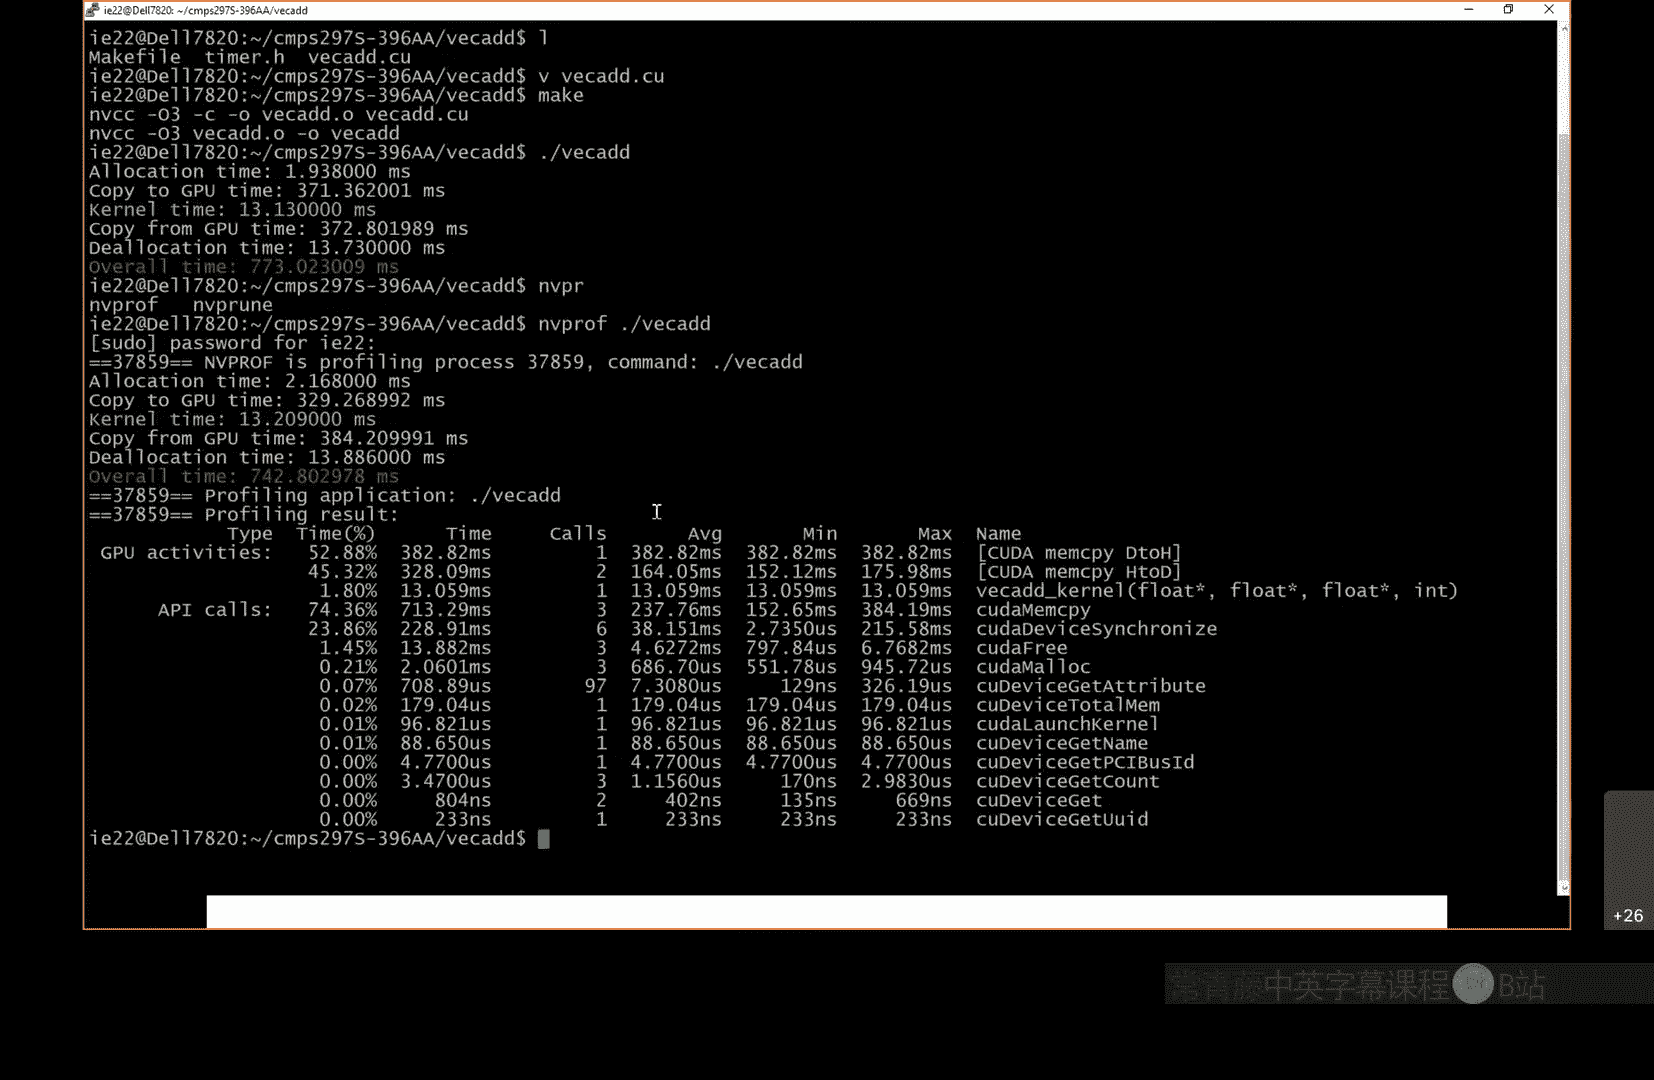 ie22@Dell7820: ~/cmps297S-396AA/vecadd
ie22@Dell7820:~/cmps297S-396AA/vecadd$ l
Makefile  timer.h  vecadd.cu
ie22@Dell7820:~/cmps297S-396AA/vecadd$ v vecadd.cu
ie22@Dell7820:~/cmps297S-396AA/vecadd$ make
nvcc -O3 -c -o vecadd.o vecadd.cu
nvcc -O3 vecadd.o -o vecadd
ie22@Dell7820:~/cmps297S-396AA/vecadd$ ./vecadd
Allocation time: 1.938000 ms
Copy to GPU time: 371.362001 ms
Kernel time: 13.130000 ms
Copy from GPU time: 372.801989 ms
Deallocation time: 13.730000 ms
Overall time: 773.023009 ms
ie22@Dell7820:~/cmps297S-396AA/vecadd$ nvpr
nvprof   nvprune
ie22@Dell7820:~/cmps297S-396AA/vecadd$ nvprof ./vecadd
[sudo] password for ie22:
==37859== NVPROF is profiling process 37859, command: ./vecadd
Allocation time: 2.168000 ms
Copy to GPU time: 329.268992 ms
Kernel time: 13.209000 ms
Copy from GPU time: 384.209991 ms
Deallocation time: 13.886000 ms
Overall time: 742.802978 ms
==37859== Profiling application: ./vecadd
==37859== Profiling result:
Type  Time(%)  Time  Calls  Avg  Min  Max  Name
GPU activities:  52.88%  382.82ms  1  382.82ms  382.82ms  382.82ms  [CUDA memcpy DtoH]
45.32%  328.09ms  2  164.05ms  152.12ms  175.98ms  [CUDA memcpy HtoD]
1.80%  13.059ms  1  13.059ms  13.059ms  13.059ms  vecadd_kernel(float*, float*, float*, int)
API calls:  74.36%  713.29ms  3  237.76ms  152.65ms  384.19ms  cudaMemcpy
23.86%  228.91ms  6  38.151ms  2.7350us  215.58ms  cudaDeviceSynchronize
1.45%  13.882ms  3  4.6272ms  797.84us  6.7682ms  cudaFree
0.21%  2.0601ms  3  686.70us  551.78us  945.72us  cudaMalloc
0.07%  708.89us  97  7.3080us  129ns  326.19us  cuDeviceGetAttribute
0.02%  179.04us  1  179.04us  179.04us  179.04us  cuDeviceTotalMem
0.01%  96.821us  1  96.821us  96.821us  96.821us  cudaLaunchKernel
0.01%  88.650us  1  88.650us  88.650us  88.650us  cuDeviceGetName
0.00%  4.7700us  1  4.7700us  4.7700us  4.7700us  cuDeviceGetPCIBusId
0.00%  3.4700us  3  1.1560us  170ns  2.9830us  cuDeviceGetCount
0.00%  804ns  2  402ns  135ns  669ns  cuDeviceGet
0.00%  233ns  1  233ns  233ns  233ns  cuDeviceGetUuid
ie22@Dell7820:~/cmps297S-396AA/vecadd$
+26
常青藤中英字幕课程 B站